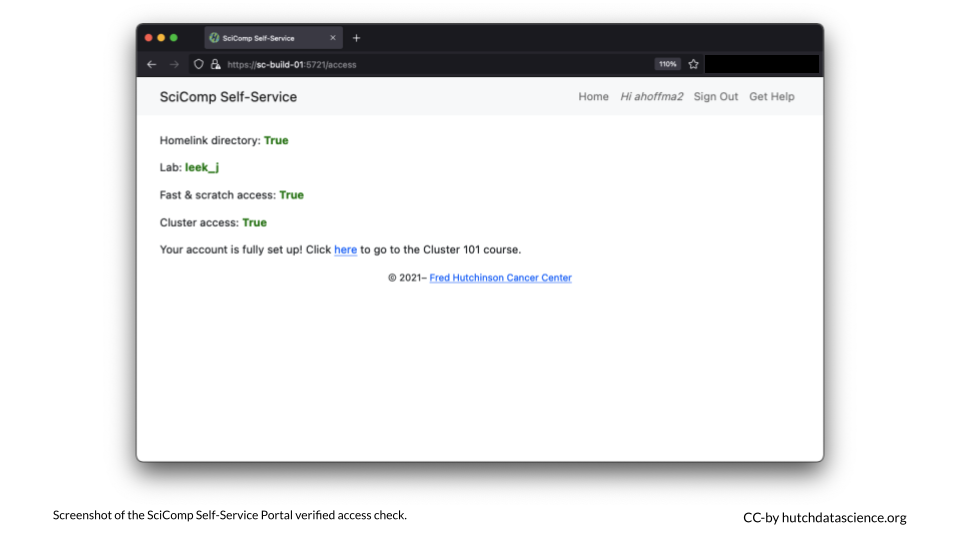 SciComp Self-Service
https://sc-build-01:5721/access
110%
SciComp Self-Service
Home Hi ahoffma2 Sign Out Get Help
Homelink directory: True
Lab: leek_j
Fast & scratch access: True
Cluster access: True
Your account is fully set up! Click here to go to the Cluster 101 course.
© 2021– Fred Hutchinson Cancer Center
Screenshot of the SciComp Self-Service Portal verified access check.
CC-by hutchdatascience.org